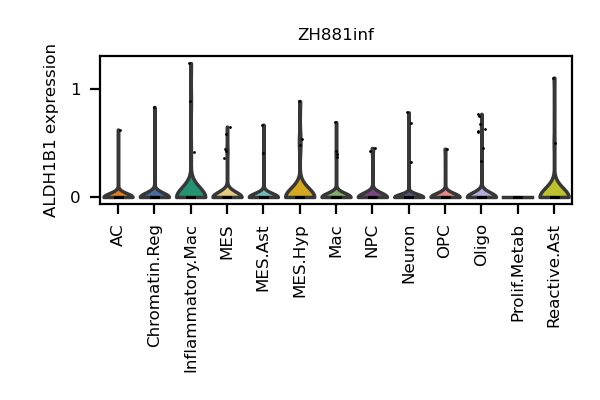 ZH881inf
ALDH1B1 expression
1
0
AC
Chromatin.Reg
Inflammatory.Mac
MES
MES.Ast
MES.Hyp
Mac
NPC
Neuron
OPC
Oligo
Prolif.Metab
Reactive.Ast